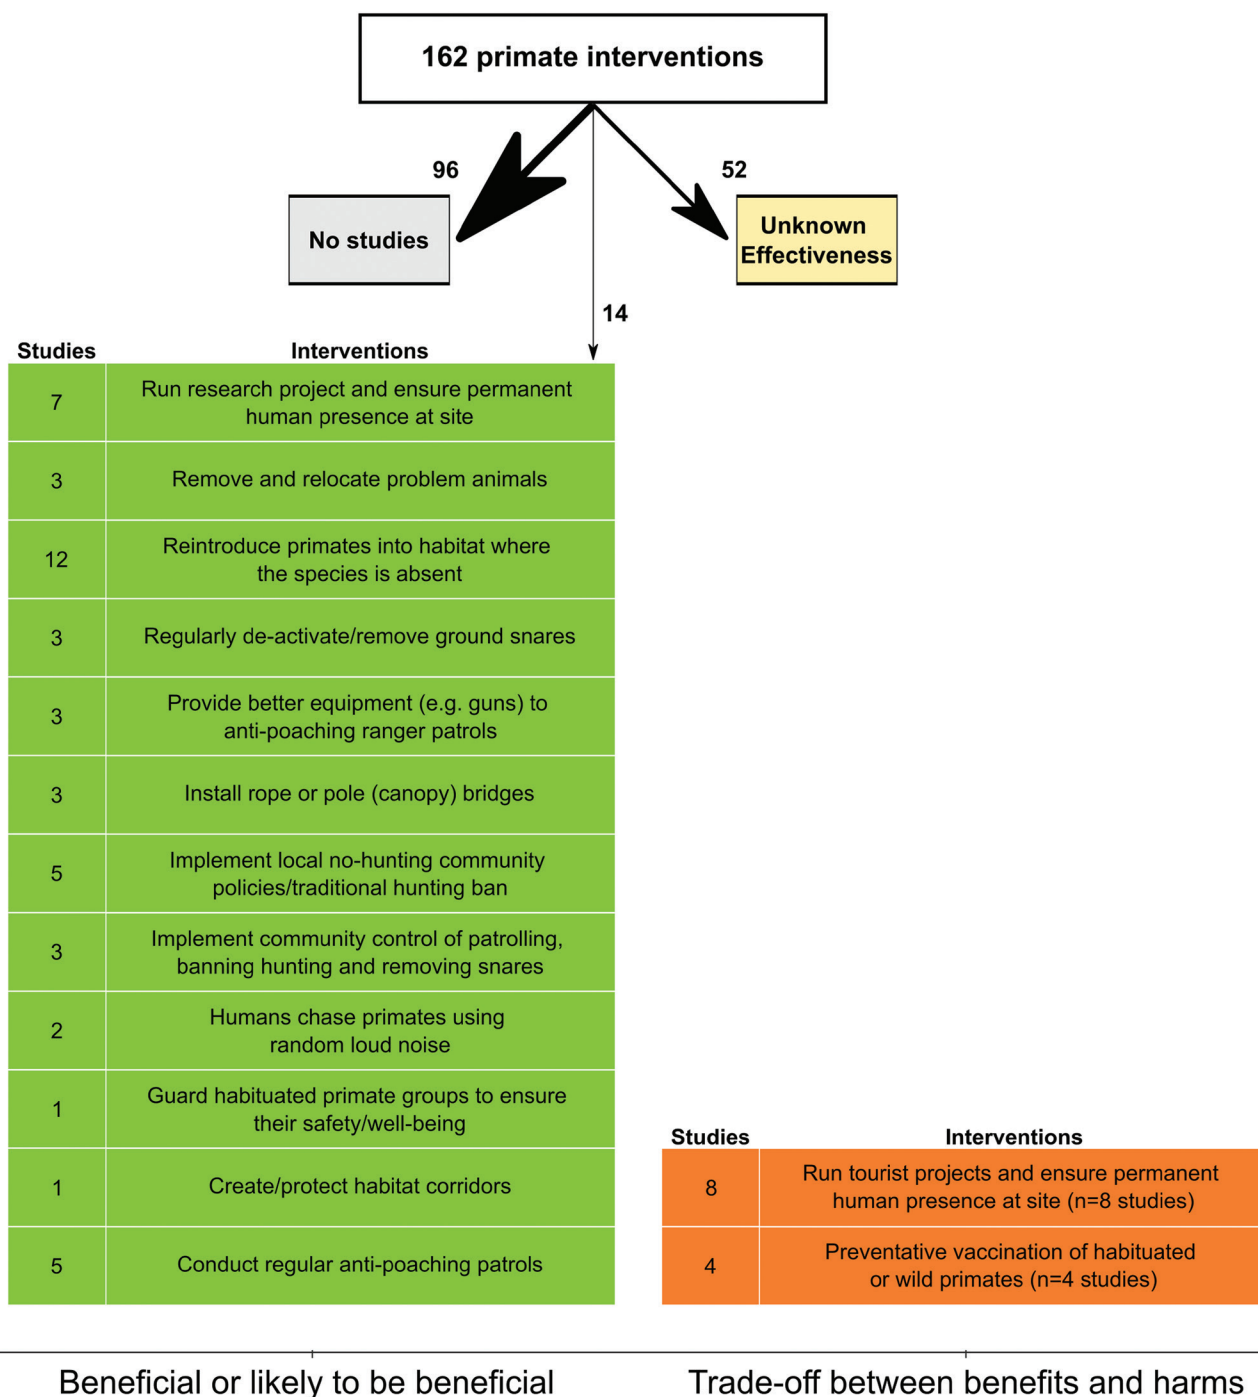 162 primate interventions
96
52
No studies
Unknown
Effectiveness
14
Studies Interventions
7 Run research project and ensure permanent
human presence at site
3 Remove and relocate problem animals
12 Reintroduce primates into habitat where
the species is absent
3 Regularly de-activate/remove ground snares
3 Provide better equipment (e.g. guns) to
anti-poaching ranger patrols
3 Install rope or pole (canopy) bridges
5 Implement local no-hunting community
policies/traditional hunting ban
3 Implement community control of patrolling,
banning hunting and removing snares
2 Humans chase primates using
random loud noise
1 Guard habituated primate groups to ensure
their safety/well-being
1 Create/protect habitat corridors
5 Conduct regular anti-poaching patrols
Studies Interventions
8 Run tourist projects and ensure permanent
human presence at site (n=8 studies)
4 Preventative vaccination of habituated
or wild primates (n=4 studies)
Beneficial or likely to be beneficial
Trade-off between benefits and harms